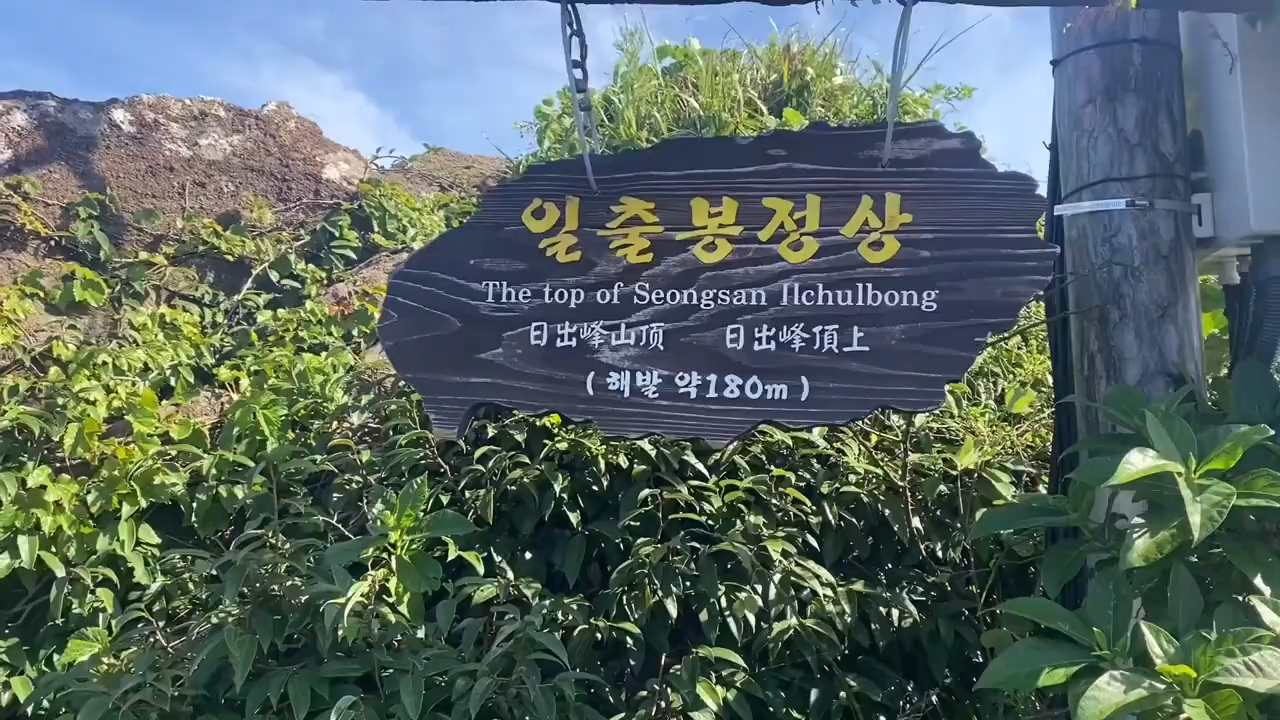 일출봉정상
The top of Seongsan Ilchulbong
日出峰山顶 日出峰頂上
( 해발 약180m )